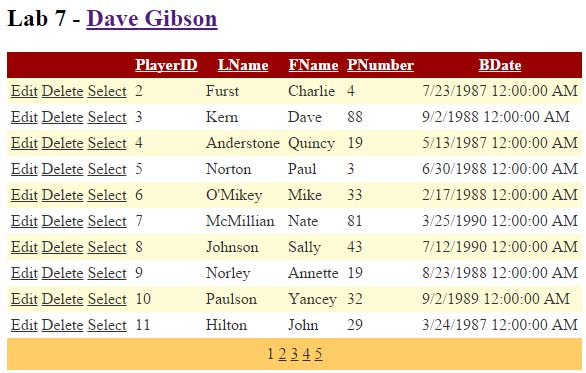 Lab 7 - Dave Gibson
PlayerID LName FName PNumber BDate
Edit Delete Select 2 Furst Charlie 4 7/23/1987 12:00:00 AM
Edit Delete Select 3 Kern Dave 88 9/2/1988 12:00:00 AM
Edit Delete Select 4 Anderstone Quincy 19 5/13/1987 12:00:00 AM
Edit Delete Select 5 Norton Paul 3 6/30/1988 12:00:00 AM
Edit Delete Select 6 O'Mikey Mike 33 2/17/1988 12:00:00 AM
Edit Delete Select 7 McMillian Nate 81 3/25/1990 12:00:00 AM
Edit Delete Select 8 Johnson Sally 43 7/12/1990 12:00:00 AM
Edit Delete Select 9 Norley Annette 19 8/23/1988 12:00:00 AM
Edit Delete Select 10 Paulson Yancey 32 9/2/1989 12:00:00 AM
Edit Delete Select 11 Hilton John 29 3/24/1987 12:00:00 AM
1 2 3 4 5